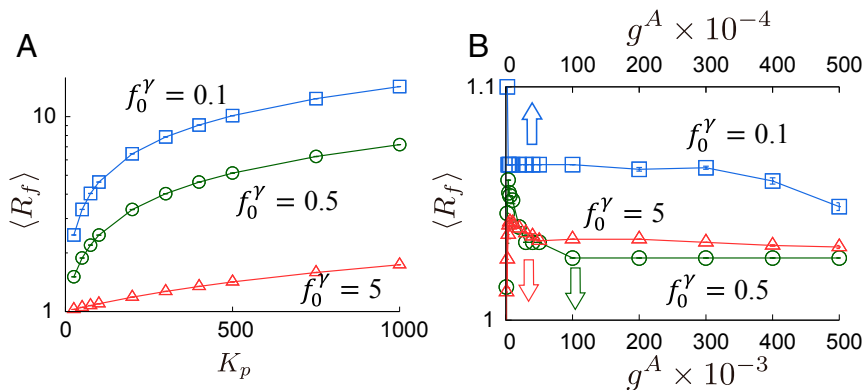 A
⟨R_f⟩
10
1
f_0^γ = 0.1
f_0^γ = 0.5
f_0^γ = 5
0 500 1000
K_p
B
g^A × 10^{-4}
0 100 200 300 400 500
1.1
⟨R_f⟩
1
f_0^γ = 0.1
f_0^γ = 5
f_0^γ = 0.5
0 100 200 300 400 500
g^A × 10^{-3}